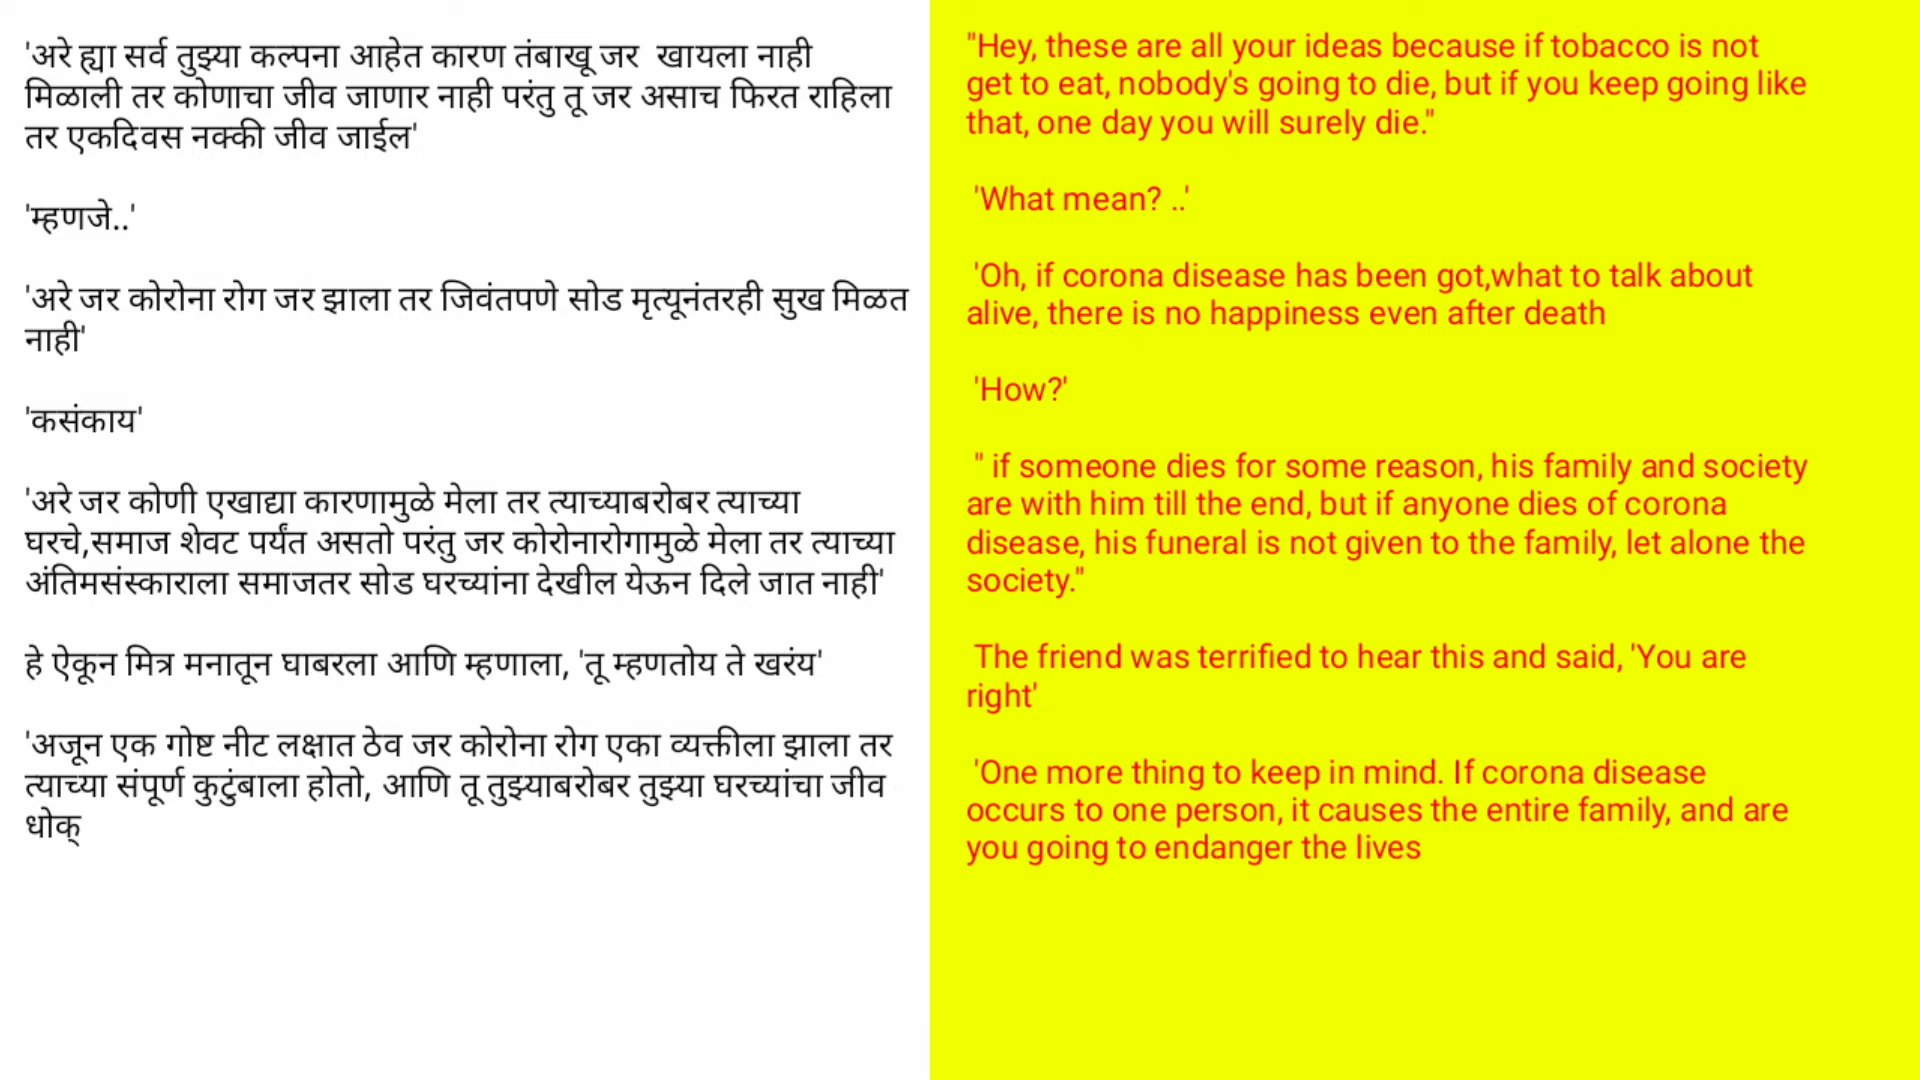 'अरे ह्या सर्व तुझ्या कल्पना आहेत कारण तंबाखू जर  खायला नाही
मिळाली तर कोणाचा जीव जाणार नाही परंतु तू जर असाच फिरत राहिला
तर एकदिवस नक्की जीव जाईल'
'म्हणजे..'
'अरे जर कोरोना रोग जर झाला तर जिवंतपणे सोड मृत्यूनंतरही सुख मिळत
नाही'
'कसंकाय'
'अरे जर कोणी एखाद्या कारणामुळे मेला तर त्याच्याबरोबर त्याच्या
घरचे,समाज शेवट पर्यंत असतो परंतु जर कोरोनारोगामुळे मेला तर त्याच्या
अंतिमसंस्काराला समाजतर सोड घरच्यांना देखील येऊन दिले जात नाही'
हे ऐकून मित्र मनातून घाबरला आणि म्हणाला, 'तू म्हणतोय ते खरंय'
'अजून एक गोष्ट नीट लक्षात ठेव जर कोरोना रोग एका व्यक्तीला झाला तर
त्याच्या संपूर्ण कुटुंबाला होतो, आणि तू तुझ्याबरोबर तुझ्या घरच्यांचा जीव
धोक्
"Hey, these are all your ideas because if tobacco is not
get to eat, nobody's going to die, but if you keep going like
that, one day you will surely die."
'What mean? ..'
'Oh, if corona disease has been got,what to talk about
alive, there is no happiness even after death
'How?'
" if someone dies for some reason, his family and society
are with him till the end, but if anyone dies of corona
disease, his funeral is not given to the family, let alone the
society."
The friend was terrified to hear this and said, 'You are
right'
'One more thing to keep in mind. If corona disease
occurs to one person, it causes the entire family, and are
you going to endanger the lives